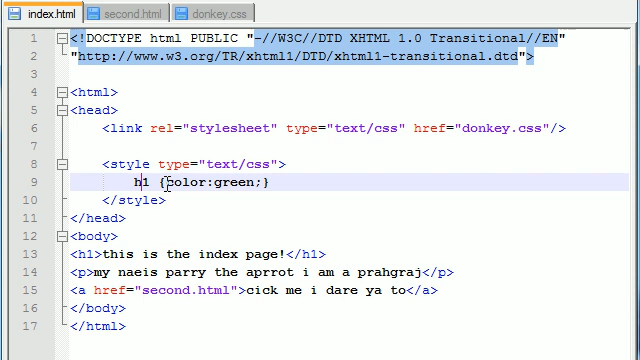 index.html second.html donkey.css
1 <!DOCTYPE html PUBLIC "-//W3C//DTD XHTML 1.0 Transitional//EN"
2 "http://www.w3.org/TR/xhtml1/DTD/xhtml1-transitional.dtd">
3
4 <html>
5 <head>
6 <link rel="stylesheet" type="text/css" href="donkey.css"/>
7
8 <style type="text/css">
9 h1 {color:green;}
10 </style>
11 </head>
12 <body>
13 <h1>this is the index page!</h1>
14 <p>my naeis parry the aprrot i am a prahgraj</p>
15 <a href="second.html">cick me i dare ya to</a>
16 </body>
17 </html>